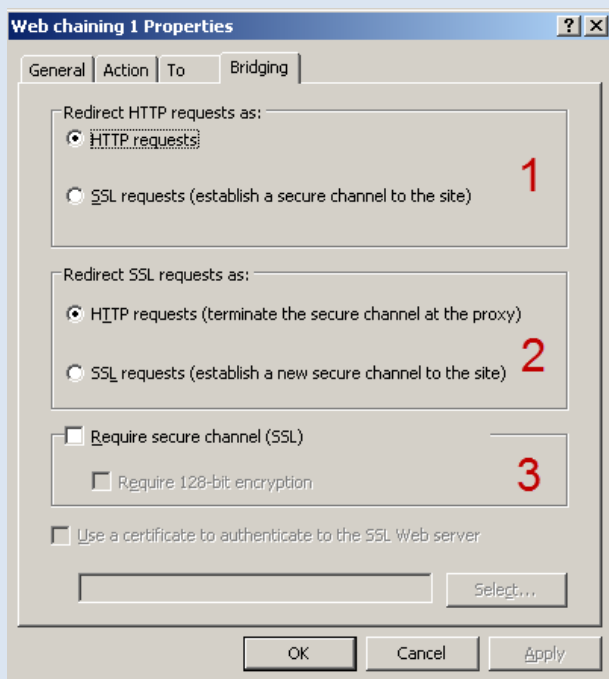 Web chaining 1 Properties
General Action To Bridging
Redirect HTTP requests as:
HTTP requests
SSL requests (establish a secure channel to the site)
1
Redirect SSL requests as:
HTTP requests (terminate the secure channel at the proxy)
SSL requests (establish a new secure channel to the site)
2
Require secure channel (SSL)
Require 128-bit encryption
3
Use a certificate to authenticate to the SSL Web server
Select...
OK Cancel Apply